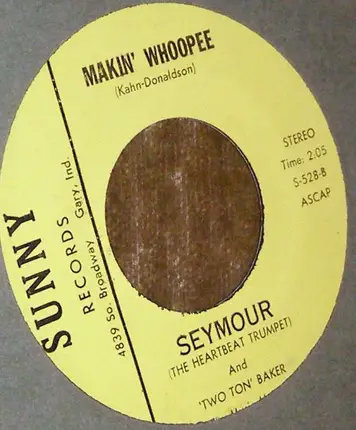 MAKIN' WHOOPEE
(Kahn-Donaldson)
STEREO
Time: 2.05
S-528-B
ASCAP
SUNNY
RECORDS
4839 So. Broadway Gary, Ind.
SEYMOUR
(THE HEARTBEAT TRUMPET)
And
'TWO TON' BAKER